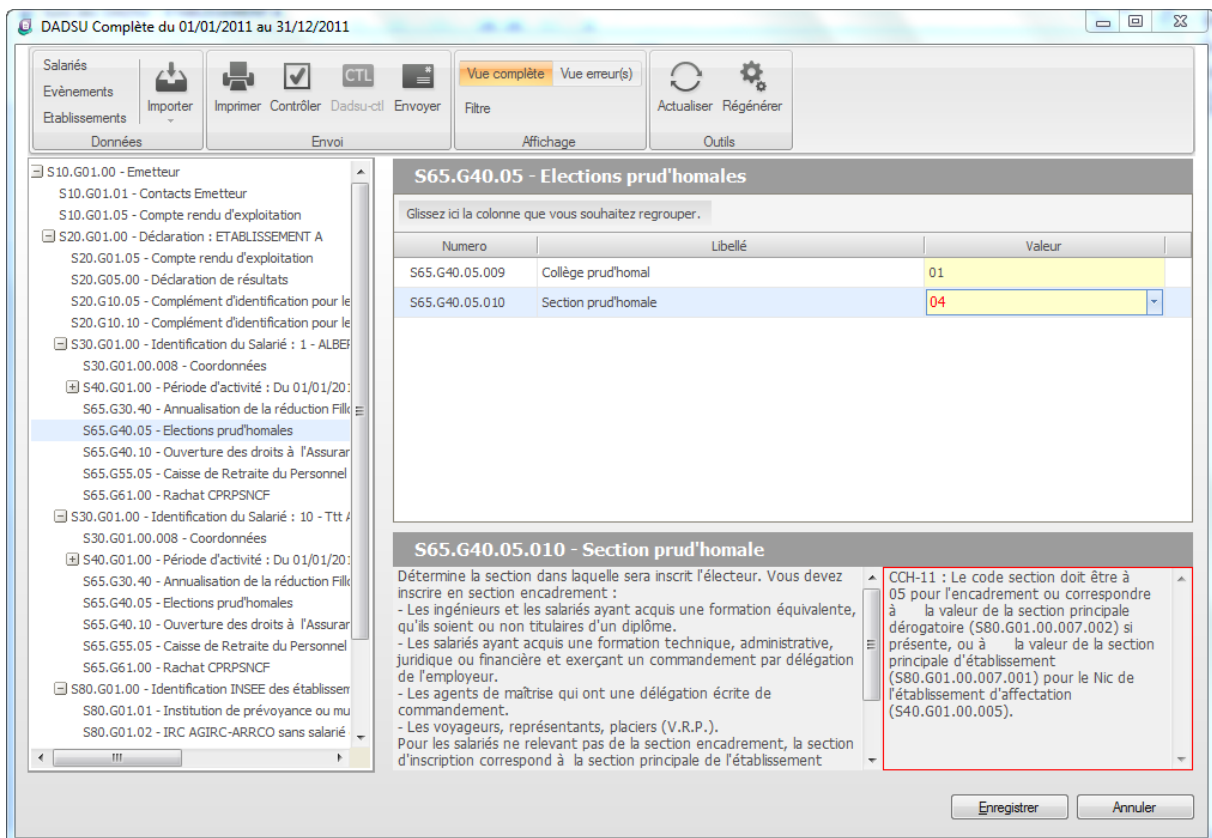 DADSU Complète du 01/01/2011 au 31/12/2011
Salariés
Evènements
Etablissements
Importer
Données
Imprimer
Contrôler
CTL
Dadsu-ctl
Envoyer
Envoi
Vue complète
Vue erreur(s)
Filtre
Affichage
Actualiser
Régénérer
Outils
S10.G01.00 - Emetteur
S10.G01.01 - Contacts Emetteur
S10.G01.05 - Compte rendu d'exploitation
S20.G01.00 - Déclaration : ETABLISSEMENT A
S20.G01.05 - Compte rendu d'exploitation
S20.G05.00 - Déclaration de résultats
S20.G10.05 - Complément d'identification pour le
S20.G10.10 - Complément d'identification pour le
S30.G01.00 - Identification du Salarié : 1 - ALBER
S30.G01.00.008 - Coordonnées
S40.G01.00 - Période d'activité : Du 01/01/201
S65.G30.40 - Annualisation de la réduction Fillo
S65.G40.05 - Elections prud'homales
S65.G40.10 - Ouverture des droits à l'Assuran
S65.G55.05 - Caisse de Retraite du Personnel
S65.G61.00 - Rachat CPRPSNCF
S30.G01.00 - Identification du Salarié : 10 - Ttt A
S30.G01.00.008 - Coordonnées
S40.G01.00 - Période d'activité : Du 01/01/201
S65.G30.40 - Annualisation de la réduction Fillo
S65.G40.05 - Elections prud'homales
S65.G40.10 - Ouverture des droits à l'Assuran
S65.G55.05 - Caisse de Retraite du Personnel
S65.G61.00 - Rachat CPRPSNCF
S80.G01.00 - Identification INSEE des établissem
S80.G01.01 - Institution de prévoyance ou mu
S80.G01.02 - IRC AGIRC-ARRCO sans salarié
S65.G40.05 - Elections prud'homales
Glissez ici la colonne que vous souhaitez regrouper.
Numero Libellé Valeur
S65.G40.05.009 Collège prud'homal 01
S65.G40.05.010 Section prud'homale 04
S65.G40.05.010 - Section prud'homale
Détermine la section dans laquelle sera inscrit l'électeur. Vous devez
inscrire en section encadrement :
- Les ingénieurs et les salariés ayant acquis une formation équivalente,
qu'ils soient ou non titulaires d'un diplôme.
- Les salariés ayant acquis une formation technique, administrative,
juridique ou financière et exerçant un commandement par délégation
de l'employeur.
- Les agents de maîtrise qui ont une délégation écrite de
commandement.
- Les voyageurs, représentants, placiers (V.R.P.).
Pour les salariés ne relevant pas de la section encadrement, la section
d'inscription correspond à la section principale de l'établissement
CCH-11 : Le code section doit être à
05 pour l'encadrement ou correspondre
à la valeur de la section principale
dérogatoire (S80.G01.00.007.002) si
présente, ou à la valeur de la section
principale d'établissement
(S80.G01.00.007.001) pour le Nic de
l'établissement d'affectation
(S40.G01.00.005).
Enregistrer
Annuler